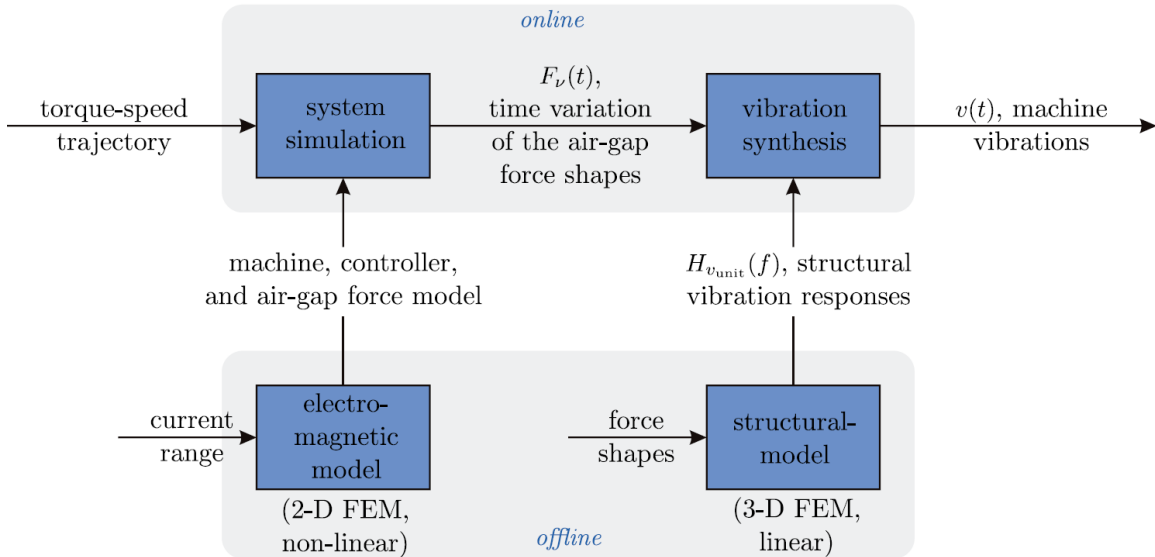 online
torque-speed
trajectory
system
simulation
F_ν(t),
time variation
of the air-gap
force shapes
vibration
synthesis
v(t), machine
vibrations
machine, controller,
and air-gap force model
H_{v_{unit}}(f), structural
vibration responses
current
range
electro-
magnetic
model
(2-D FEM,
non-linear)
force
shapes
structural-
model
(3-D FEM,
linear)
offline